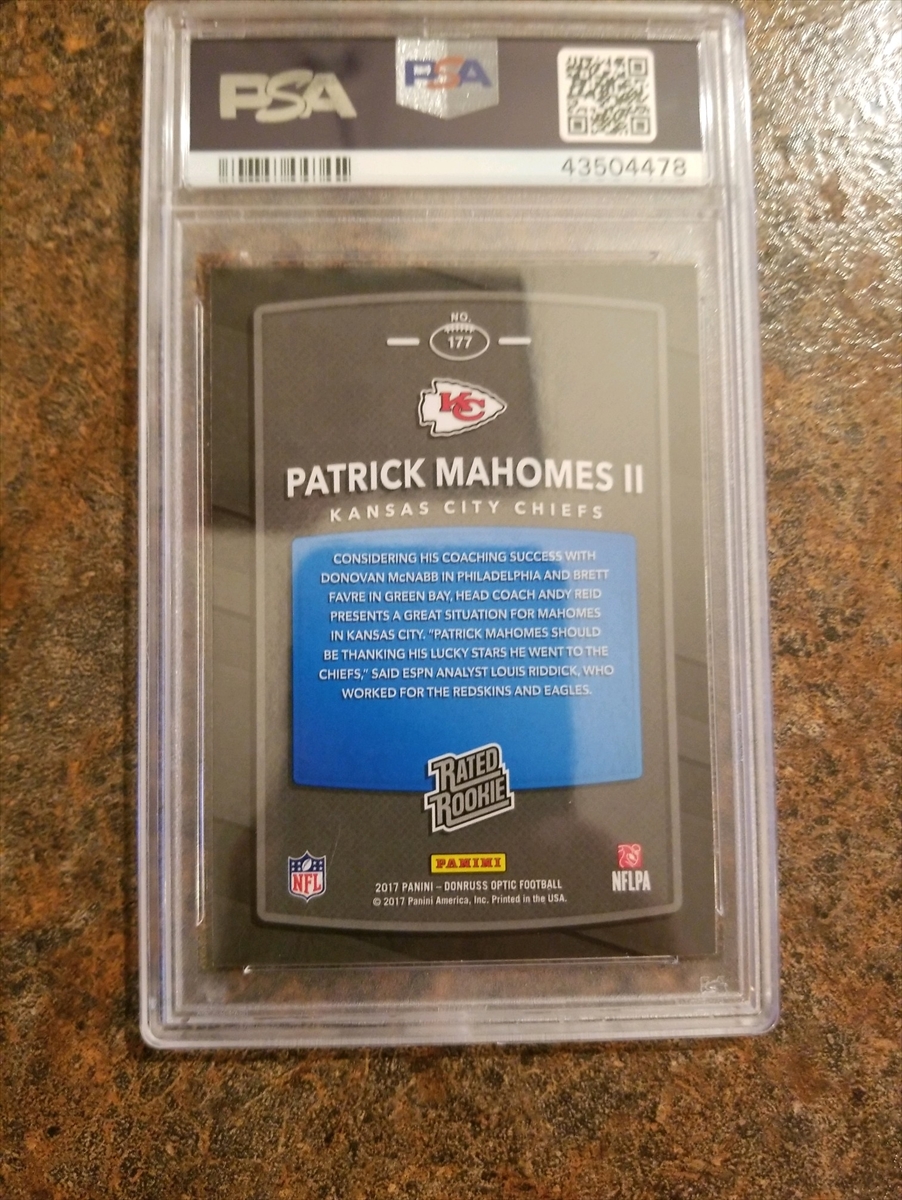 PSA PSA
43504478
NO.
177
KC
PATRICK MAHOMES II
KANSAS CITY CHIEFS
CONSIDERING HIS COACHING SUCCESS WITH
DONOVAN McNABB IN PHILADELPHIA AND BRETT
FAVRE IN GREEN BAY, HEAD COACH ANDY REID
PRESENTS A GREAT SITUATION FOR MAHOMES
IN KANSAS CITY. "PATRICK MAHOMES SHOULD
BE THANKING HIS LUCKY STARS HE WENT TO THE
CHIEFS," SAID ESPN ANALYST LOUIS RIDDICK, WHO
WORKED FOR THE REDSKINS AND EAGLES.
RATED
ROOKIE
PANINI
NFL
NFLPA
2017 PANINI – DONRUSS OPTIC FOOTBALL
© 2017 Panini America, Inc. Printed in the USA.